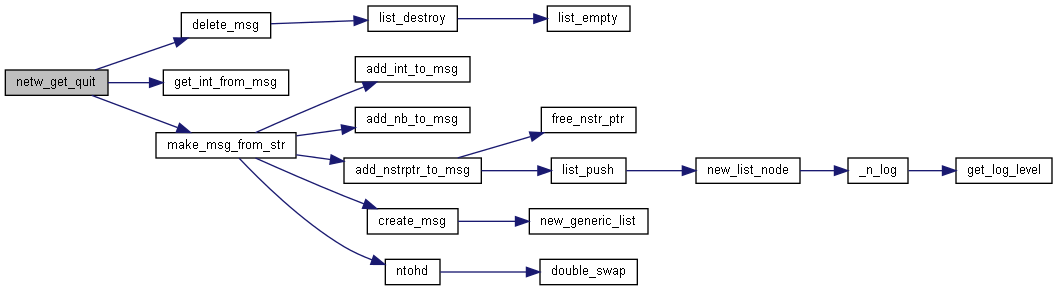 netw_get_quit
delete_msg
list_destroy
list_empty
get_int_from_msg
make_msg_from_str
add_int_to_msg
add_nb_to_msg
add_nstrptr_to_msg
free_nstr_ptr
list_push
new_list_node
_n_log
get_log_level
create_msg
new_generic_list
ntohd
double_swap